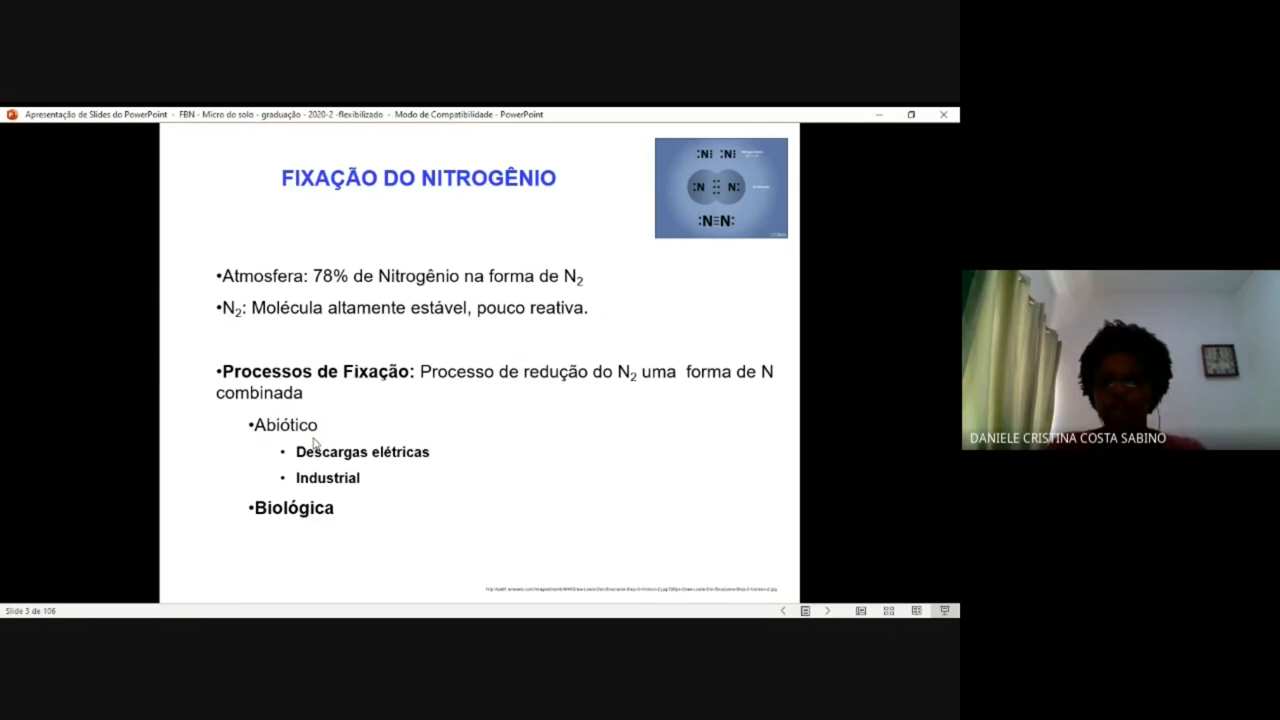 Apresentação de Slides do PowerPoint - FBN - Micro do solo - graduação - 2020-2 -flexibilizado - Modo de Compatibilidade - PowerPoint
FIXAÇÃO DO NITROGÊNIO
:N⋮ :N⋮
:N ⋮⋮ N:
:N≡N:
•Atmosfera: 78% de Nitrogênio na forma de N₂
•N₂: Molécula altamente estável, pouco reativa.
•Processos de Fixação: Processo de redução do N₂ uma forma de N
combinada
•Abiótico
• Descargas elétricas
• Industrial
•Biológica
Slide 3 de 106
DANIELE CRISTINA COSTA SABINO